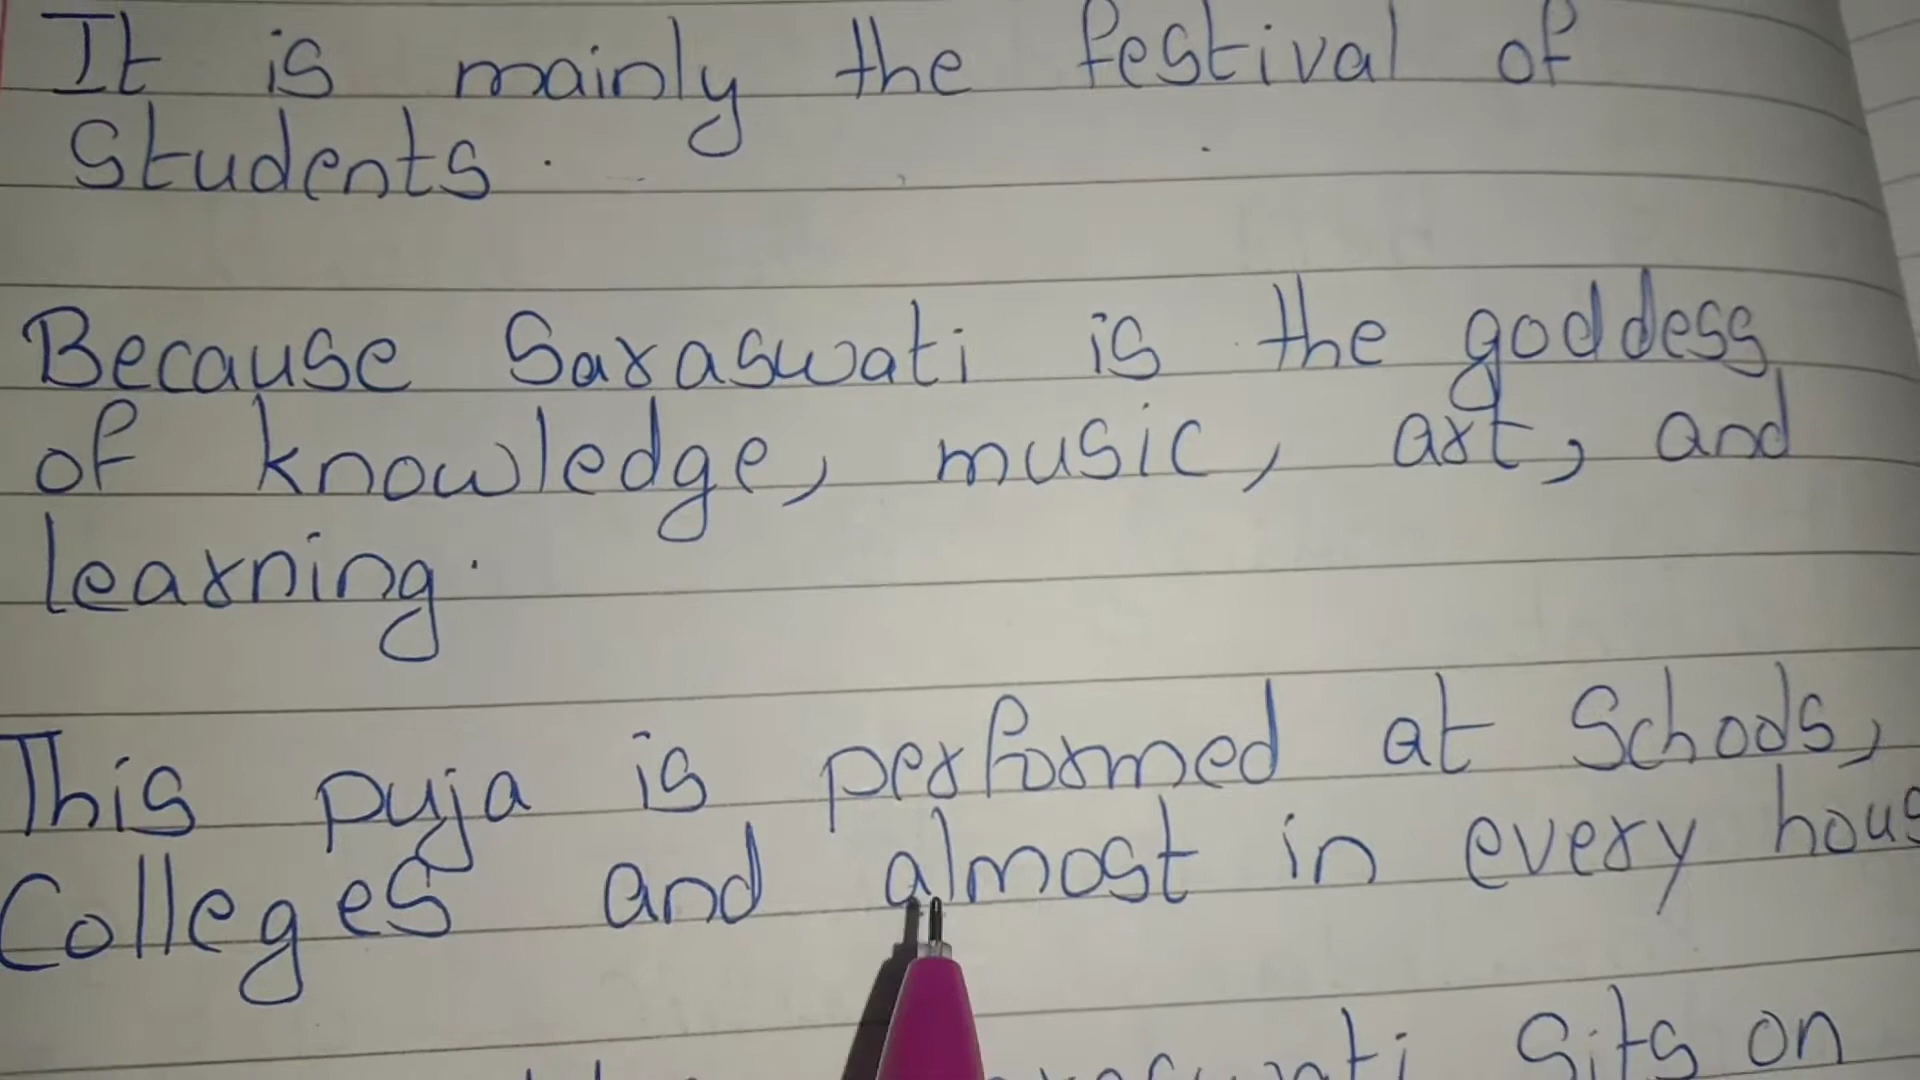 It is mainly the festival of
Students.
Because Saraswati is the goddess
of knowledge, music, art, and
learning.
This puja is performed at Schools,
Colleges and almost in every
Sits on